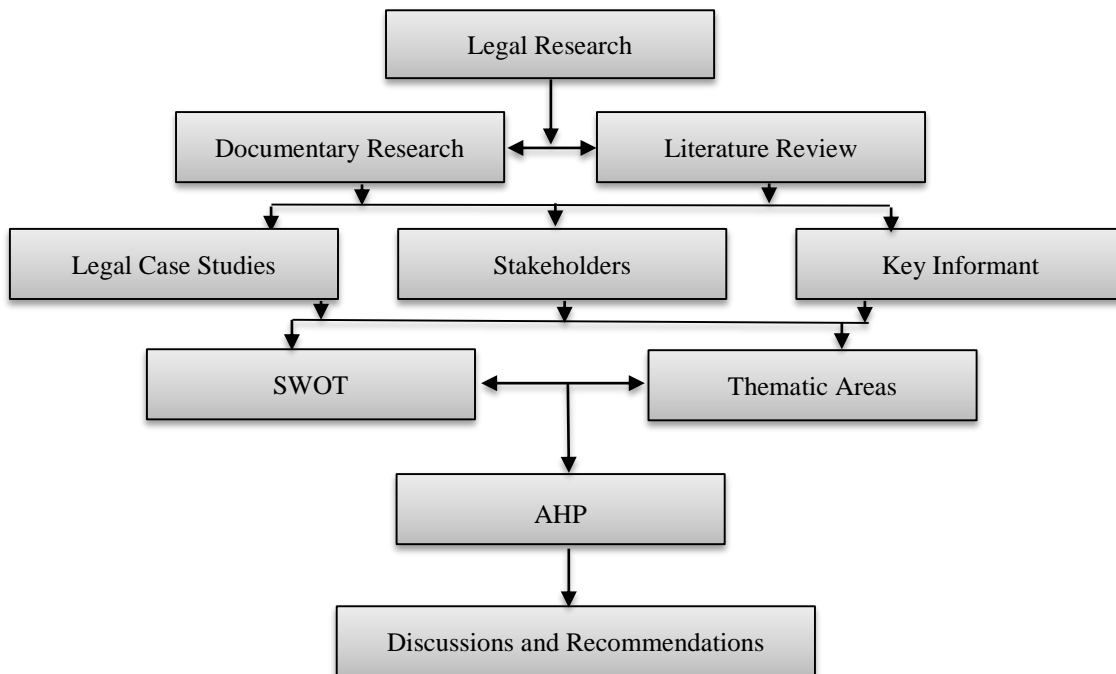 Legal Research
Documentary Research
Literature Review
Legal Case Studies
Stakeholders
Key Informant
SWOT
Thematic Areas
AHP
Discussions and Recommendations